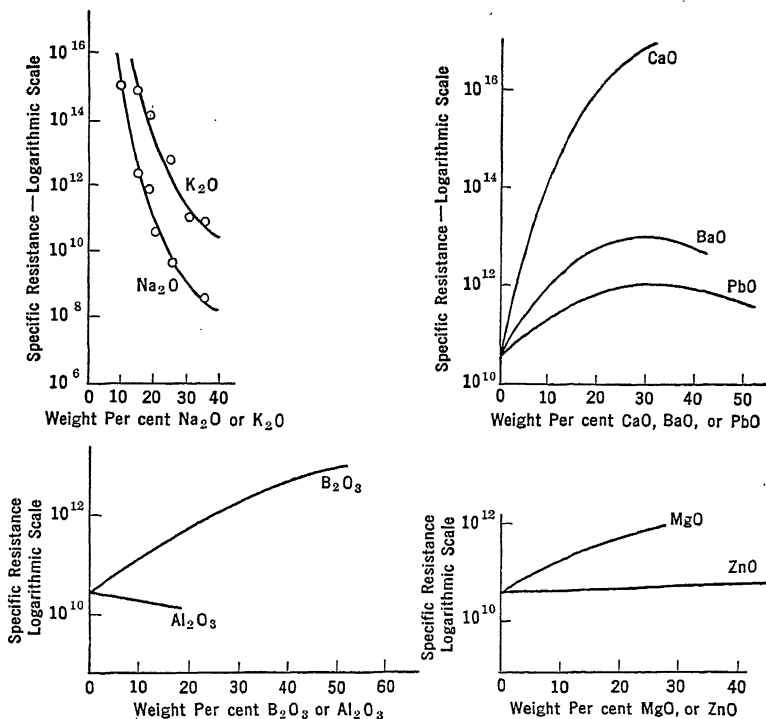 Specific Resistance—Logarithmic Scale
10^16
10^14
10^12
10^10
10^8
10^6
K₂O
Na₂O
0 10 20 30 40
Weight Per cent Na₂O or K₂O
Specific Resistance—Logarithmic Scale
10^16
10^14
10^12
10^10
CaO
BaO
PbO
0 10 20 30 40 50
Weight Per cent CaO, BaO, or PbO
Specific Resistance
Logarithmic Scale
10^12
10^10
B₂O₃
Al₂O₃
0 10 20 30 40 50 60
Weight Per cent B₂O₃ or Al₂O₃
Specific Resistance
Logarithmic Scale
10^12
10^10
MgO
ZnO
0 10 20 30 40
Weight Per cent MgO, or ZnO